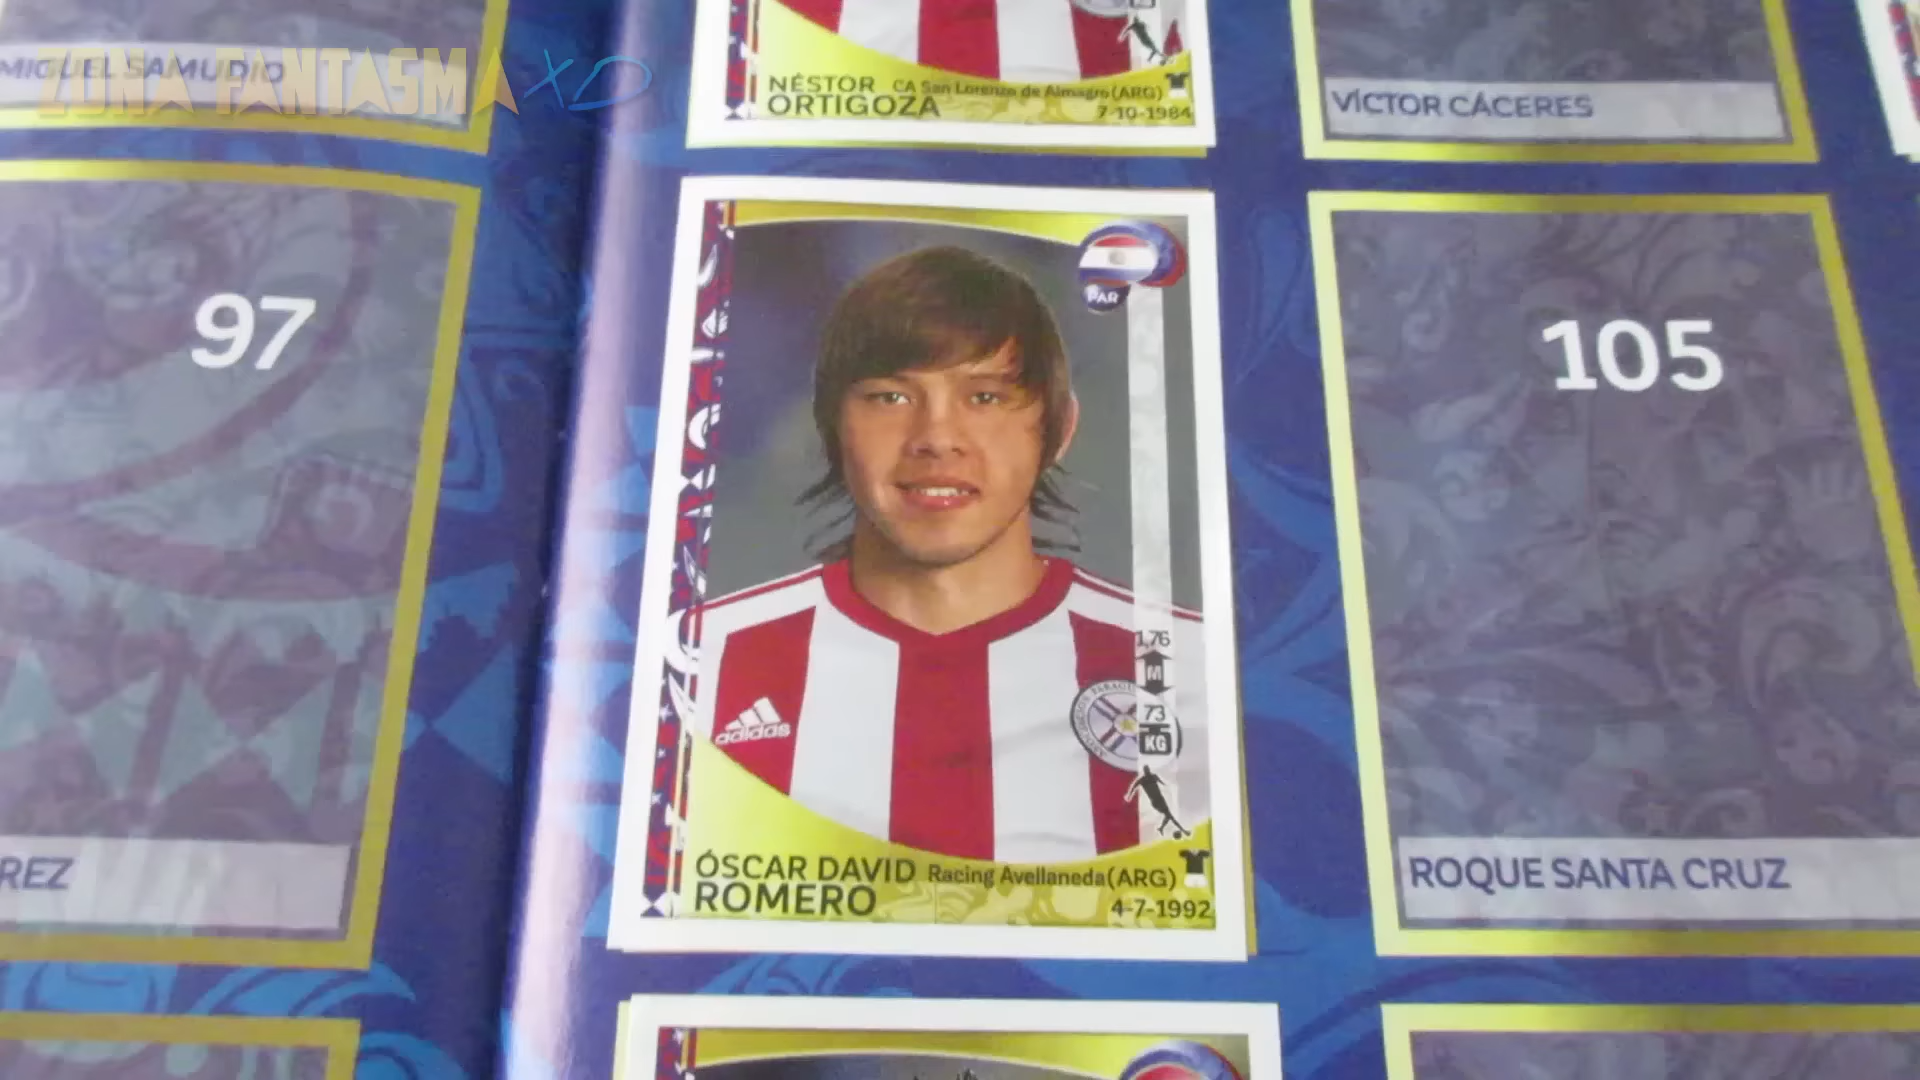 ZONA FANTASMA XD
MIGUEL SAMUDIO
NÉSTOR CA San Lorenzo de Almagro (ARG)
ORTIGOZA 7-10-1984
VÍCTOR CÁCERES
97
PAR
105
1,76
M
adidas
73
KG
REZ
ÓSCAR DAVID Racing Avellaneda (ARG)
ROMERO 4-7-1992
ROQUE SANTA CRUZ